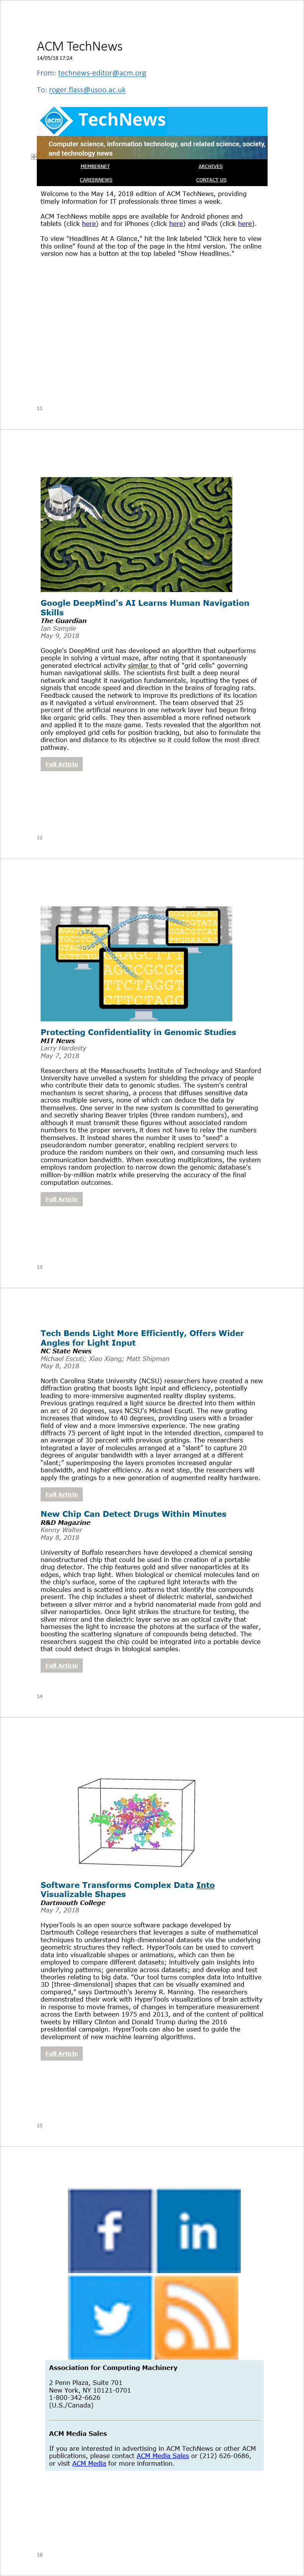 ACM TechNews
14/05/18 17:24
From: technews-editor@acm.org
To: roger.flass@usoo.ac.uk
acm TechNews
Computer science, information technology, and related science, society,
and technology news
MEMBERNET ARCHIVES
CAREERNEWS CONTACT US
Welcome to the May 14, 2018 edition of ACM TechNews, providing
timely information for IT professionals three times a week.
ACM TechNews mobile apps are available for Android phones and
tablets (click here) and for iPhones (click here) and iPads (click here).
To view "Headlines At A Glance," hit the link labeled "Click here to view
this online" found at the top of the page in the html version. The online
version now has a button at the top labeled "Show Headlines."
11
Google DeepMind's AI Learns Human Navigation
Skills
The Guardian
Ian Sample
May 9, 2018
Google's DeepMind unit has developed an algorithm that outperforms
people in solving a virtual maze, after route-planning it spontaneously
generated electrical activity similar to that of "grid cells" governing
human navigational skills. The scientists first built a deep neural
network and taught it navigation fundamentals, inputting the types of
signals that encode speed and direction in the brains of foraging rats.
Feedback caused the network to improve its predictions of its location
as it navigated a virtual environment. The team observed that 25
percent of the artificial neurons in one network layer had begun firing
like organic grid cells. They then assembled a more refined network
and applied it to the maze game. Tests revealed that the algorithm not
only employed grid cells for position tracking, but also to formulate the
direction and distance to its objective so it could follow the most direct
pathway.
Full Article
12
Protecting Confidentiality in Genomic Studies
MIT News
Larry Hardesty
May 7, 2018
Researchers at the Massachusetts Institute of Technology and Stanford
University have unveiled a system for shielding the privacy of people
who contribute their data to genomic studies. The system's central
mechanism is secret sharing, a process that diffuses sensitive data
across multiple servers, none of which can deduce the data by
themselves. One server in the new system is committed to generating
and secretly sharing Beaver triples (three random numbers), and
although it must transmit these figures without associated random
numbers to the proper servers, it does not have to relay the numbers
themselves. It instead shares the number it uses to "seed" a
pseudorandom number generator, enabling recipient servers to
produce the random numbers on their own, and consuming much less
communication bandwidth. When executing multiplications, the system
employs random projection to narrow down the genomic database's
million-by-million matrix while preserving the accuracy of the final
computation outcomes.
Full Article
13
Tech Bends Light More Efficiently, Offers Wider
Angles for Light Input
NC State News
Michael Escuti; Xiao Xiang; Matt Shipman
May 8, 2018
North Carolina State University (NCSU) researchers have created a new
diffraction grating that boosts light input and efficiency, potentially
leading to more-immersive augmented reality display systems.
Previous gratings required a light source be directed into them within
an arc of 20 degrees, says NCSU's Michael Escuti. The new grating
increases that window to 40 degrees, providing users with a broader
field of view and a more immersive experience. The new grating
diffracts 75 percent of light input in the intended direction, compared to
an average of 30 percent with previous gratings. The researchers
integrated a layer of molecules arranged at a "slant" to capture 20
degrees of angular bandwidth and another layer with a different
"slant;" superimposing the layers promotes increased angular
bandwidth, and higher efficiency. As a next step, the researchers will
apply the gratings to a new generation of augmented reality hardware.
Full Article
New Chip Can Detect Drugs Within Minutes
R&D Magazine
Kenny Walter
May 8, 2018
University of Buffalo researchers have developed a chemical sensing
nanostructured chip that could be used in the creation of a portable
drug detector. The chip features gold and silver nanoparticles at its
edges, which trap light. When biological or chemical molecules land on
the chip's surface, some of the captured light interacts with the
molecules and is scattered into patterns that identify the compounds
present. The chip includes a sheet of dielectric material, sandwiched
between a silver mirror and a hybrid nanomaterial made from gold and
silver nanoparticles. Once light strikes the structure for testing, the
silver mirror and the dielectric layer serve as an optical cavity that
harnesses the light to increase the photons at the surface of the wafer,
boosting the scattering signature of compounds being detected. The
researchers suggest the chip could be integrated into a portable device
that could detect drugs in biological samples.
Full Article
14
Software Transforms Complex Data Into
Visualizable Shapes
Dartmouth College
May 7, 2018
HyperTools is an open source software package developed by
Dartmouth College researchers that leverages a suite of mathematical
techniques to understand high-dimensional datasets via the underlying
geometric structures they reflect. HyperTools can be used to convert
data into visualizable shapes or animations, which can then be
employed to compare different datasets; intuitively gain insights into
underlying patterns; generalize across datasets; and develop and test
theories relating to big data. "Our tool turns complex data into intuitive
3D [three-dimensional] shapes that can be visually examined and
compared," says Dartmouth's Jeremy R. Manning. The researchers
demonstrated their work with HyperTools visualizations of brain activity
in response to movie frames, of changes in temperature measurement
across the Earth between 1975 and 2013, and of the content of political
tweets by Hillary Clinton and Donald Trump during the 2016
presidential campaign. HyperTools can also be used to guide the
development of new machine learning algorithms.
Full Article
15
f in
Association for Computing Machinery
2 Penn Plaza, Suite 701
New York, NY 10121-0701
1-800-342-6626
(U.S./Canada)
ACM Media Sales
If you are interested in advertising in ACM TechNews or other ACM
publications, please contact ACM Media Sales or (212) 626-0686,
or visit ACM Media for more information.
16